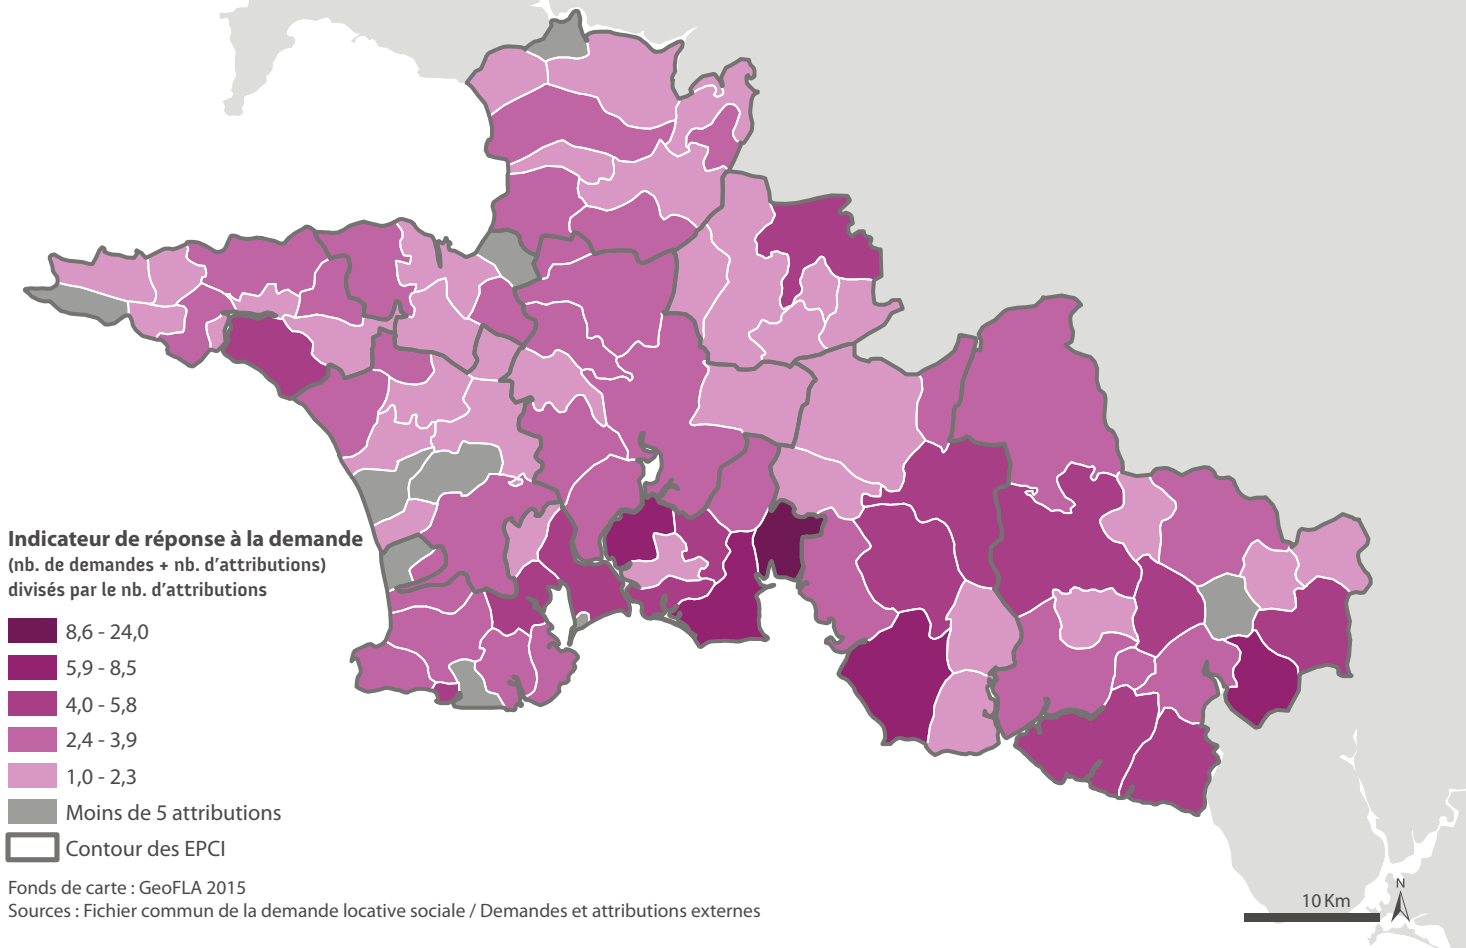 Indicateur de réponse à la demande
(nb. de demandes + nb. d’attributions)
divisés par le nb. d’attributions
8,6 - 24,0
5,9 - 8,5
4,0 - 5,8
2,4 - 3,9
1,0 - 2,3
Moins de 5 attributions
Contour des EPCI
Fonds de carte : GeoFLA 2015
Sources : Fichier commun de la demande locative sociale / Demandes et attributions externes
10 Km
N